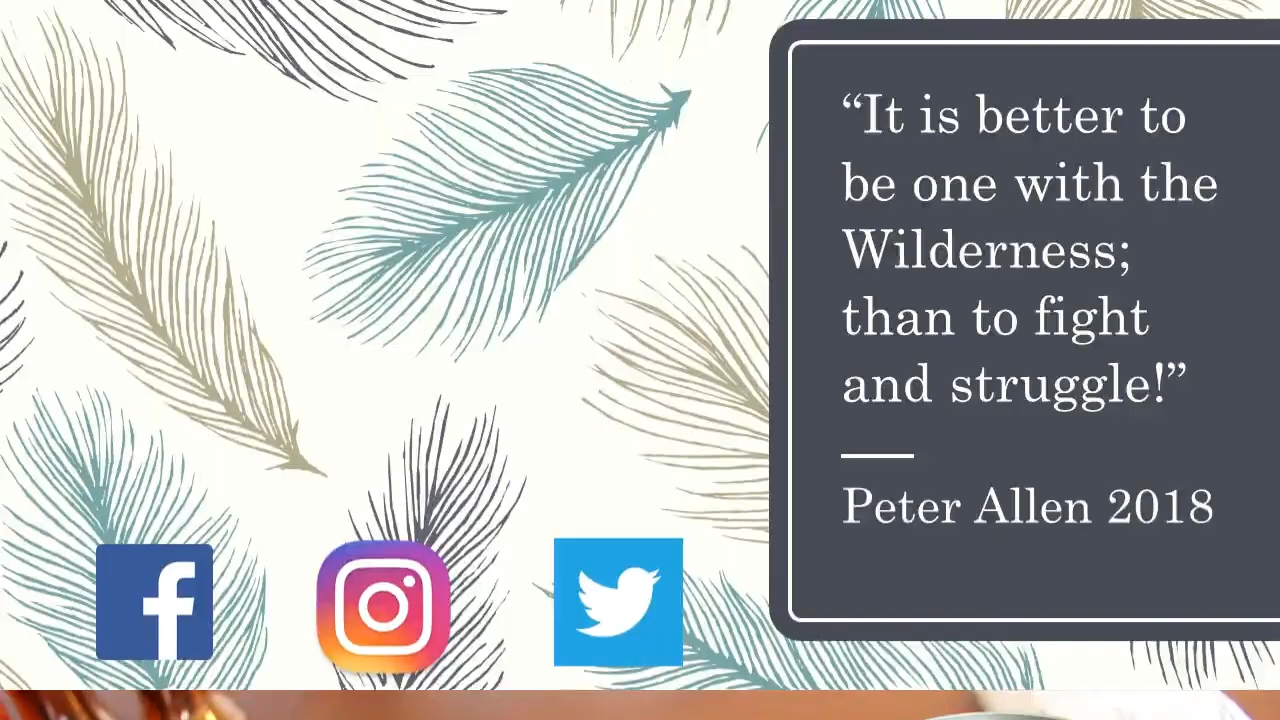 “It is better to
be one with the
Wilderness;
than to fight
and struggle!”
Peter Allen 2018